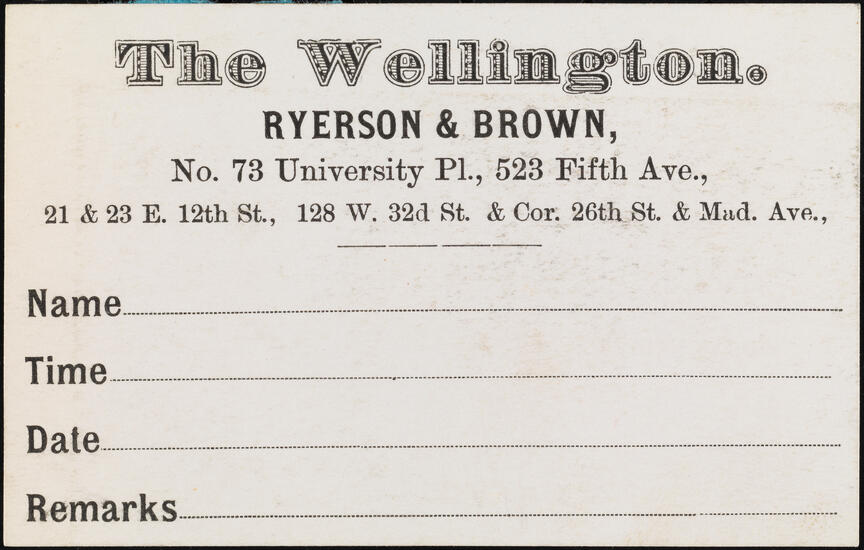 The Wellington.
RYERSON & BROWN,
No. 73 University Pl., 523 Fifth Ave.,
21 & 23 E. 12th St., 128 W. 32d St. & Cor. 26th St. & Mad. Ave.,
Name
Time
Date
Remarks